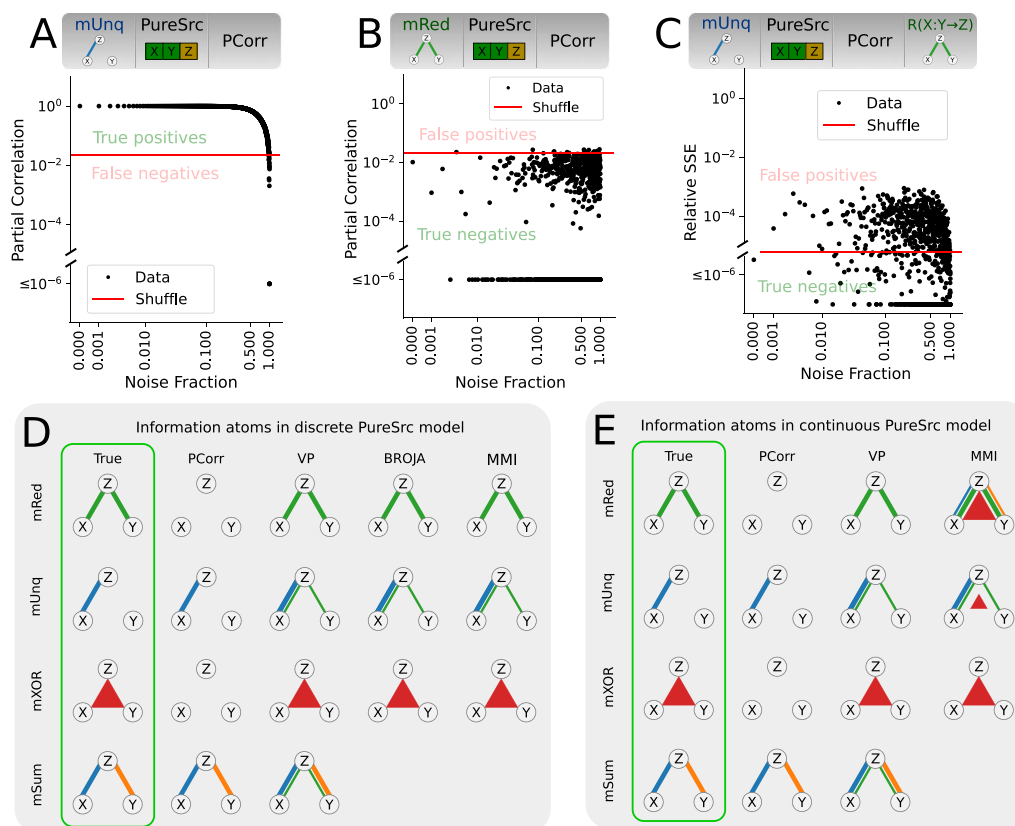 A
mUnq
Z
X
Y
PureSrc
X Y Z
PCorr
Partial Correlation
10^0
10^-2
10^-4
≤10^-6
True positives
False negatives
Data
Shuffle
0.000
0.001
0.010
0.100
0.500
1.000
Noise Fraction
B
mRed
Z
X
Y
PureSrc
X Y Z
PCorr
Partial Correlation
10^0
10^-2
10^-4
≤10^-6
Data
Shuffle
False positives
True negatives
0.000
0.001
0.010
0.100
0.500
1.000
Noise Fraction
C
mUnq
Z
X
Y
PureSrc
X Y Z
R(X:Y→Z)
Z
X
Y
Relative SSE
10^0
10^-2
10^-4
≤10^-6
Data
Shuffle
False positives
True negatives
0.000
0.001
0.010
0.100
0.500
1.000
Noise Fraction
D
Information atoms in discrete PureSrc model
True PCorr VP BROJA MMI
mRed
Z Z Z Z Z
X Y X Y X Y X Y X Y
mUnq
Z Z Z Z Z
X Y X Y X Y X Y X Y
mXOR
Z Z Z Z Z
X Y X Y X Y X Y X Y
mSum
Z Z Z
X Y X Y X Y
E
Information atoms in continuous PureSrc model
True PCorr VP MMI
mRed
Z Z Z Z
X Y X Y X Y X Y
mUnq
Z Z Z Z
X Y X Y X Y X Y
mXOR
Z Z Z Z
X Y X Y X Y X Y
mSum
Z Z Z
X Y X Y X Y